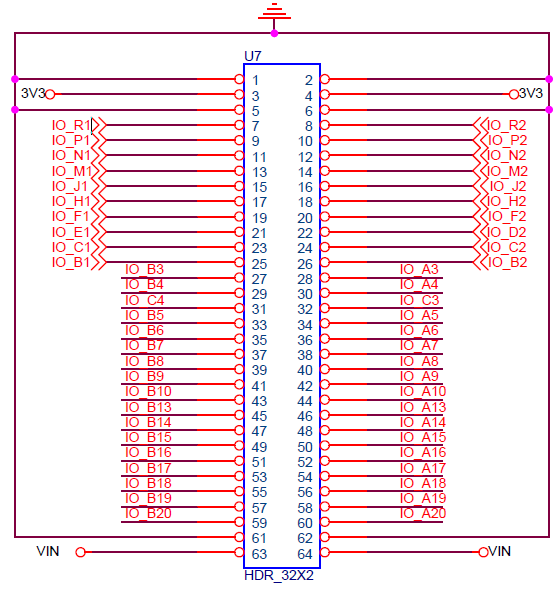 U7
1 2
3V3 3 4 3V3
5 6
IO_R1 7 8 IO_R2
IO_P1 9 10 IO_P2
IO_N1 11 12 IO_N2
IO_M1 13 14 IO_M2
IO_J1 15 16 IO_J2
IO_H1 17 18 IO_H2
IO_F1 19 20 IO_F2
IO_E1 21 22 IO_D2
IO_C1 23 24 IO_C2
IO_B1 25 26 IO_B2
IO_B3 27 28 IO_A3
IO_B4 29 30 IO_A4
IO_C4 31 32 IO_C3
IO_B5 33 34 IO_A5
IO_B6 35 36 IO_A6
IO_B7 37 38 IO_A7
IO_B8 39 40 IO_A8
IO_B9 41 42 IO_A9
IO_B10 43 44 IO_A10
IO_B13 45 46 IO_A13
IO_B14 47 48 IO_A14
IO_B15 49 50 IO_A15
IO_B16 51 52 IO_A16
IO_B17 53 54 IO_A17
IO_B18 55 56 IO_A18
IO_B19 57 58 IO_A19
IO_B20 59 60 IO_A20
61 62
VIN 63 64 VIN
HDR_32X2